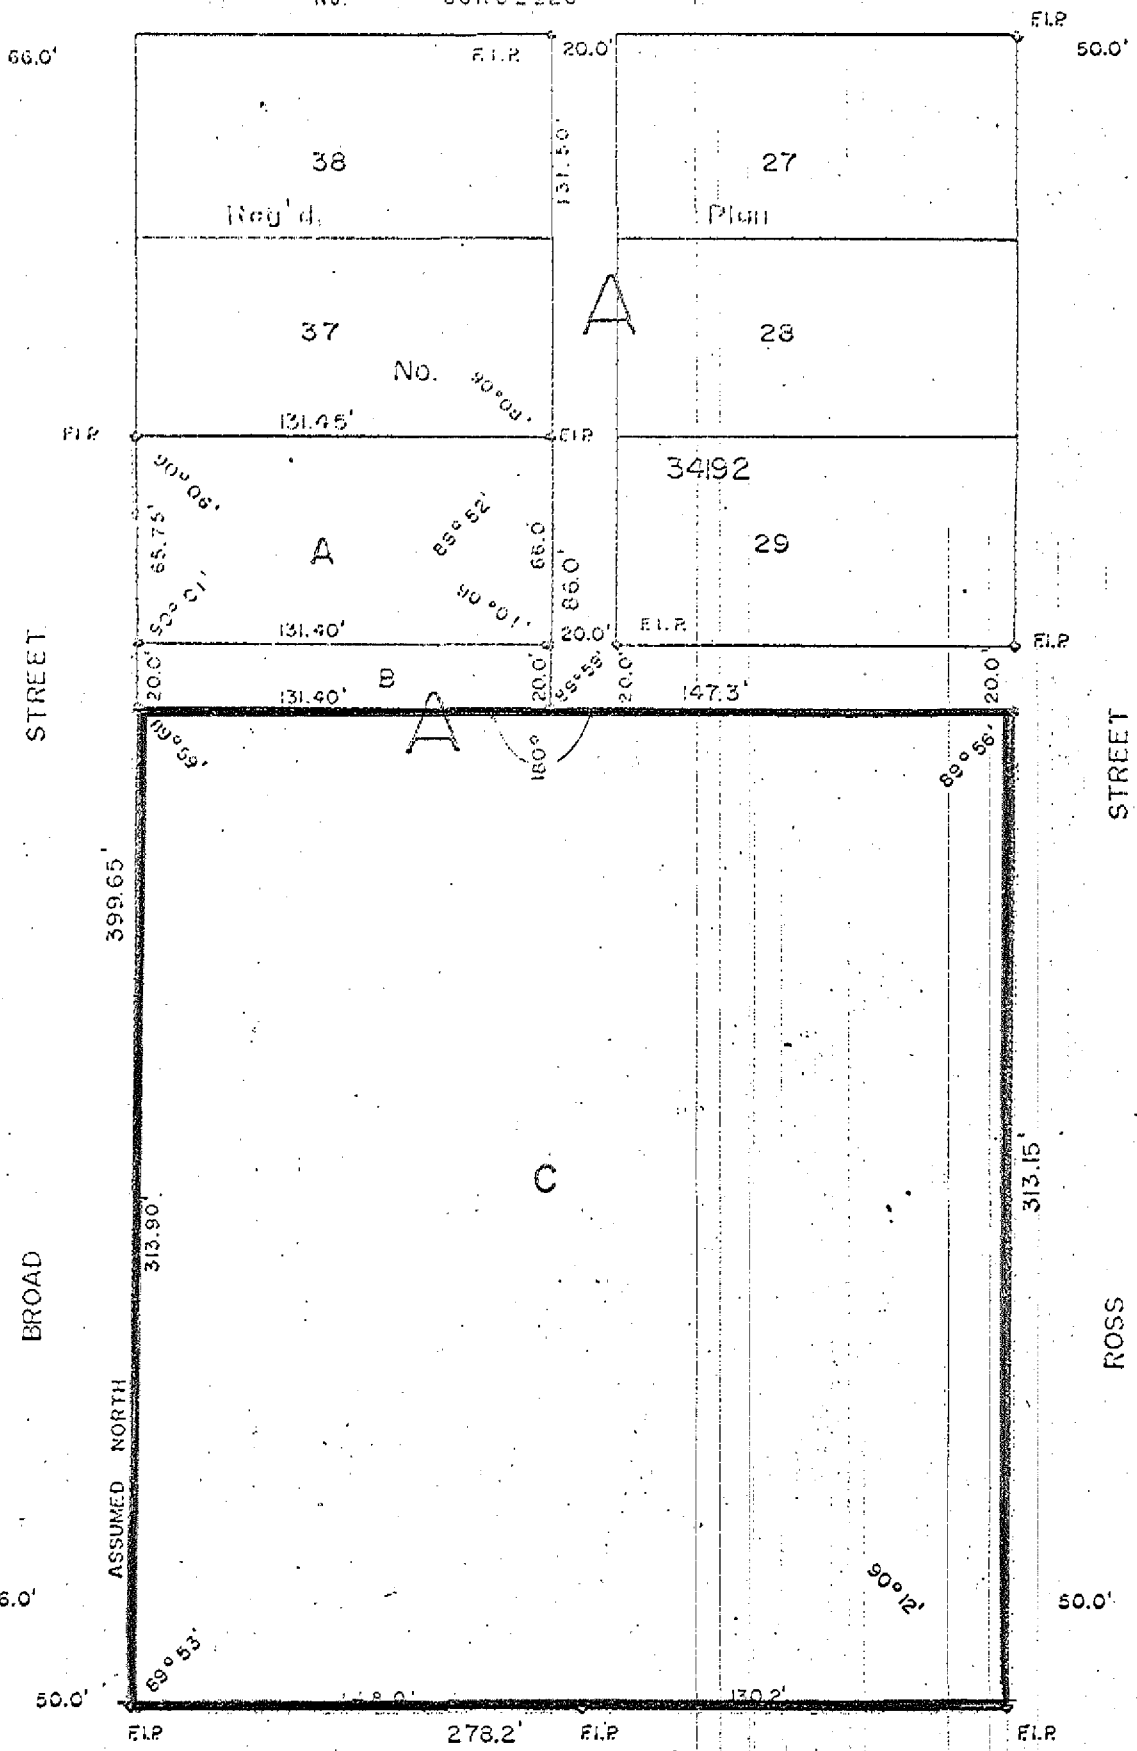 No.
F.I.P.
66.0'
F.I.P.
20.0'
50.0'
131.50'
38
27
Reg'd.
Plan
A
37
28
No.
90°08'
131.45'
F.I.P.
F.I.P.
34192
90°06'
65.75'
89°52'
66.0'
A
29
86.0'
90°01'
131.40'
20.0'
F.I.P.
F.I.P.
STREET
20.0'
B
20.0'
89°58'
20.0'
20.0'
131.40'
147.3'
A
180°
89°56'
STREET
399.65'
C
313.15'
313.90'
BROAD
ROSS
ASSUMED NORTH
90°12'
6.0'
50.0'
89°53'
50.0'
130.2'
F.I.P.
278.2'
F.I.P.
F.I.P.